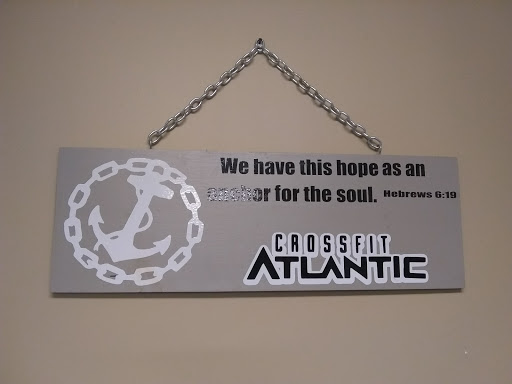 We have this hope as an
anchor for the soul. Hebrews 6:19
CROSSFIT
ATLANTIC